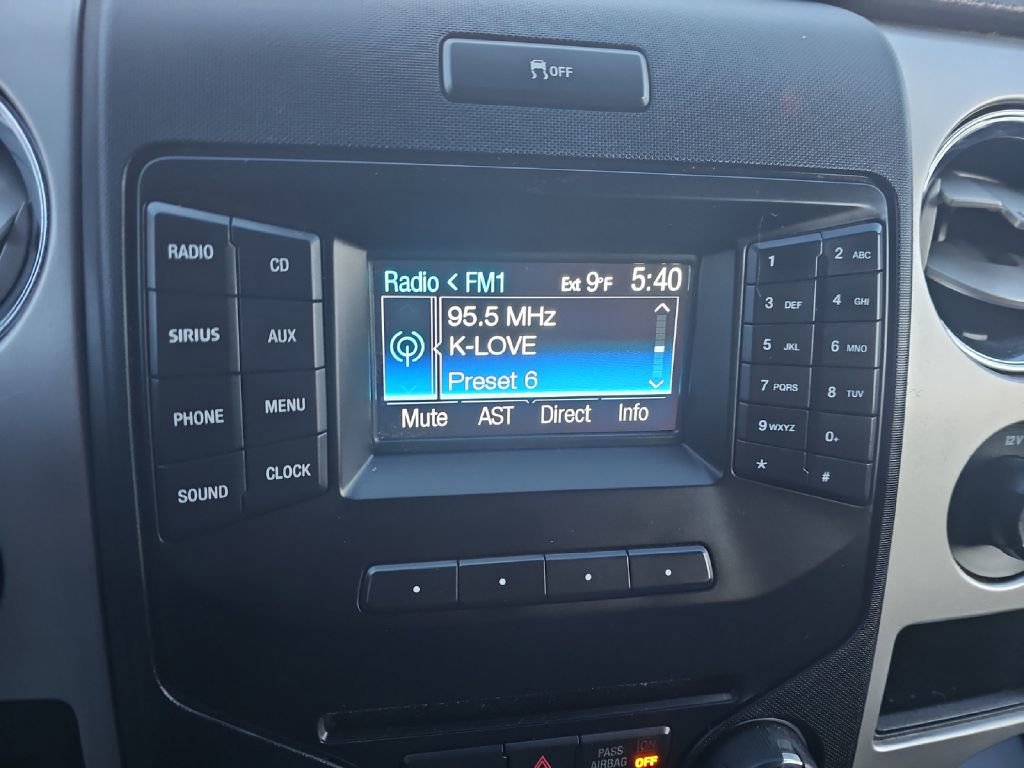 OFF
RADIO
CD
SIRIUS
AUX
PHONE
MENU
SOUND
CLOCK
Radio < FM1 Ext 9°F 5:40
95.5 MHz
K-LOVE
Preset 6
Mute AST Direct Info
1
2 ABC
3 DEF
4 GHI
5 JKL
6 MNO
7 PQRS
8 TUV
9 WXYZ
0+
*
#
12V
PASS ON
AIRBAG OFF